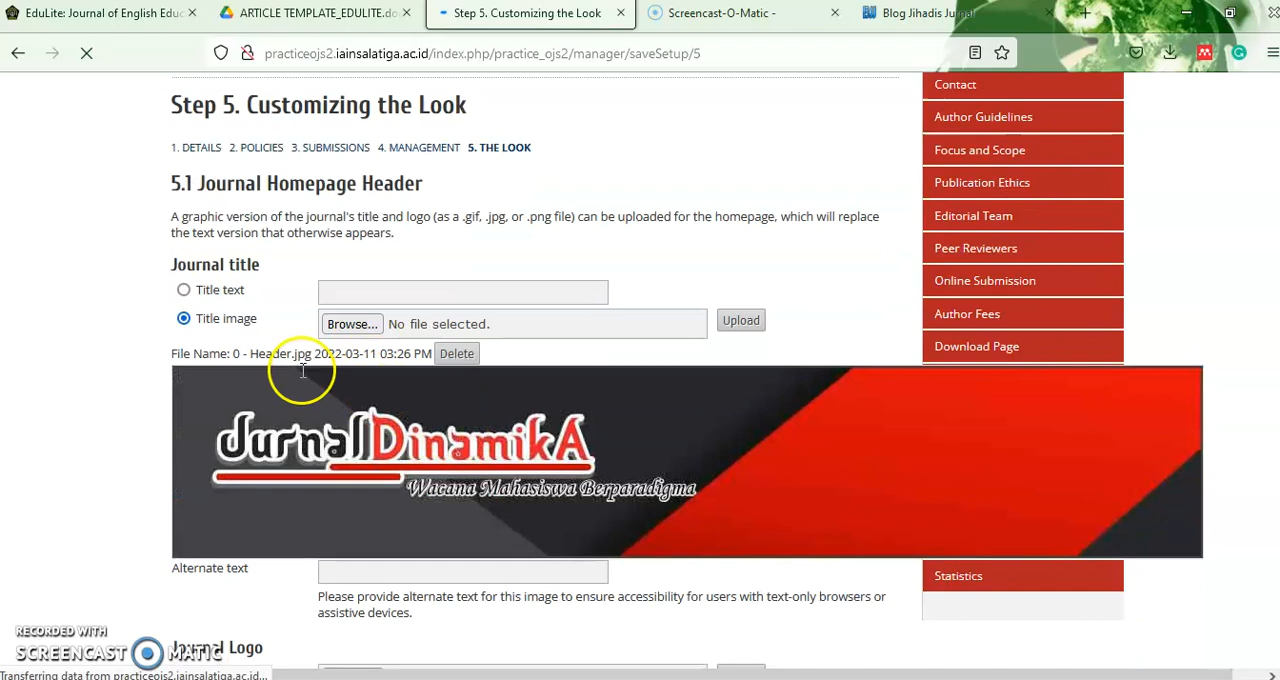 EduLite: Journal of English Educ
ARTICLE TEMPLATE_EDULITE.do
Step 5. Customizing the Look
Screencast-O-Matic -
Blog Jihadis Jurnal
practiceojs2.iainsalatiga.ac.id/index.php/practice_ojs2/manager/saveSetup/5
Step 5. Customizing the Look
1. DETAILS 2. POLICIES 3. SUBMISSIONS 4. MANAGEMENT 5. THE LOOK
5.1 Journal Homepage Header
A graphic version of the journal's title and logo (as a .gif, .jpg, or .png file) can be uploaded for the homepage, which will replace
the text version that otherwise appears.
Journal title
Title text
Title image
Browse... No file selected.
Upload
File Name: 0 - Header.jpg 2022-03-11 03:26 PM Delete
Jurnal DinamikA
Wacana Mahasiswa Berparadigma
Alternate text
Please provide alternate text for this image to ensure accessibility for users with text-only browsers or
assistive devices.
Journal Logo
Contact
Author Guidelines
Focus and Scope
Publication Ethics
Editorial Team
Peer Reviewers
Online Submission
Author Fees
Download Page
Statistics
RECORDED WITH
SCREENCAST MATIC
Transferring data from practiceojs2.iainsalatiga.ac.id...